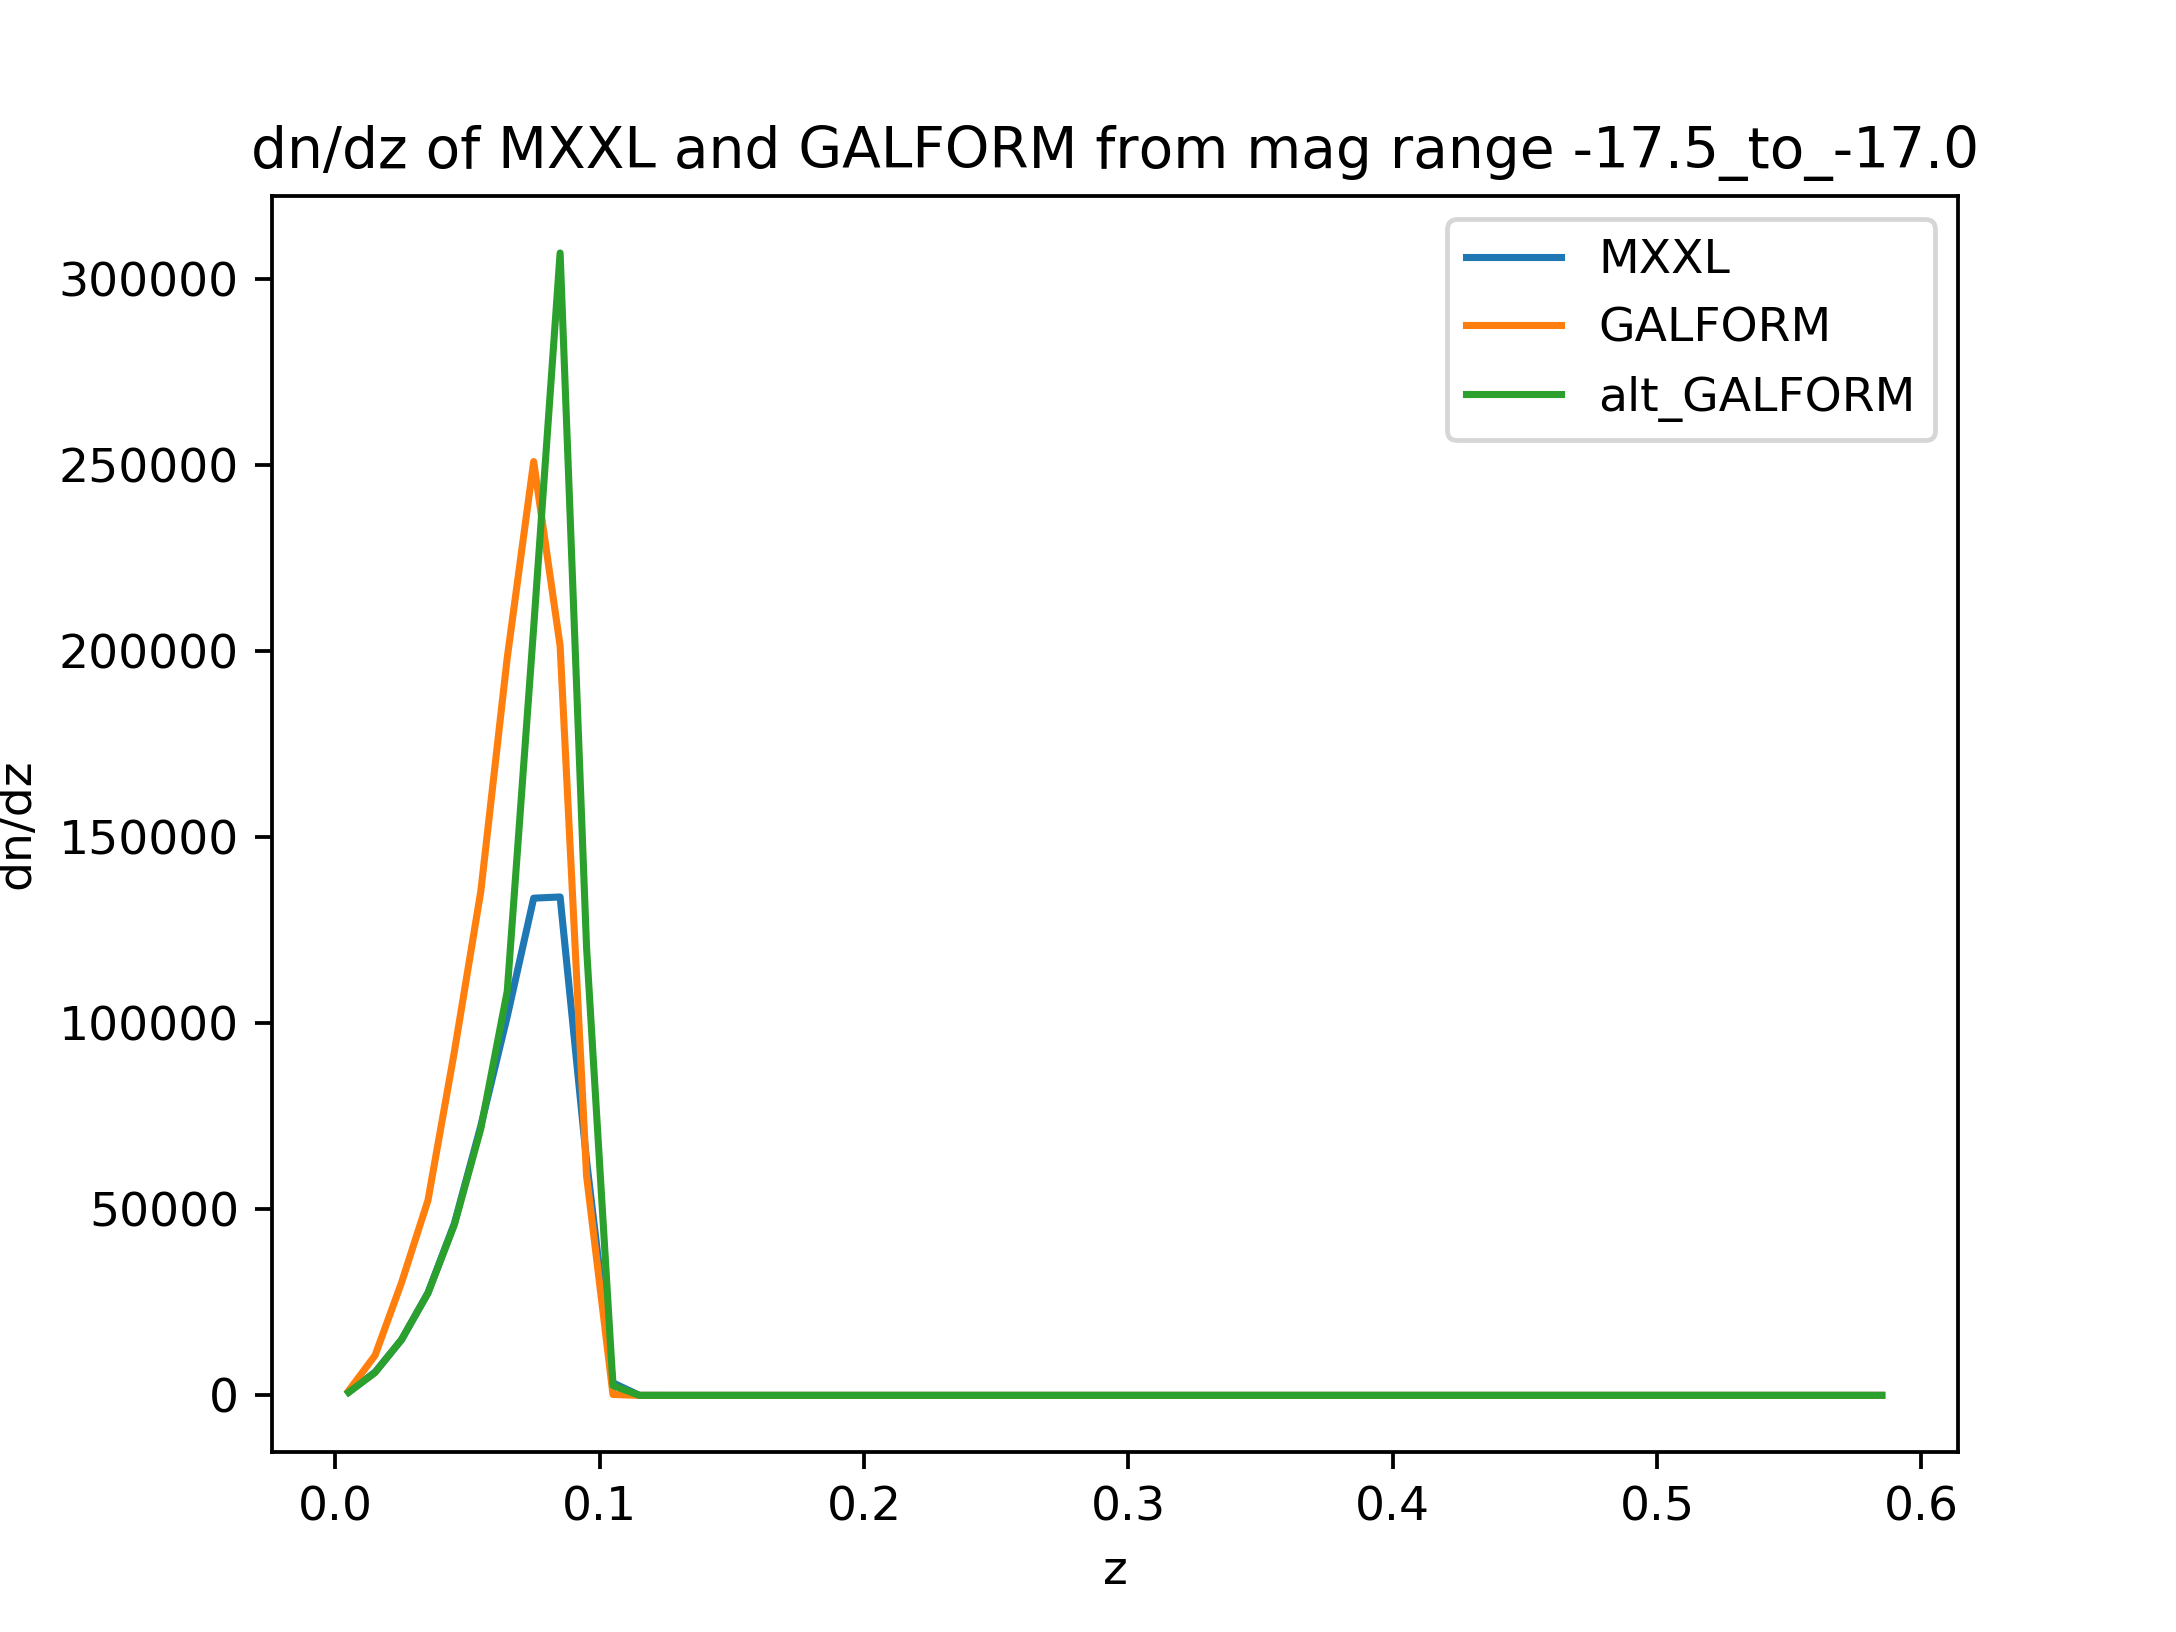 dn/dz of MXXL and GALFORM from mag range -17.5_to_-17.0
MXXL
GALFORM
alt_GALFORM
300000
250000
200000
150000
100000
50000
0
dn/dz
0.0 0.1 0.2 0.3 0.4 0.5 0.6
z